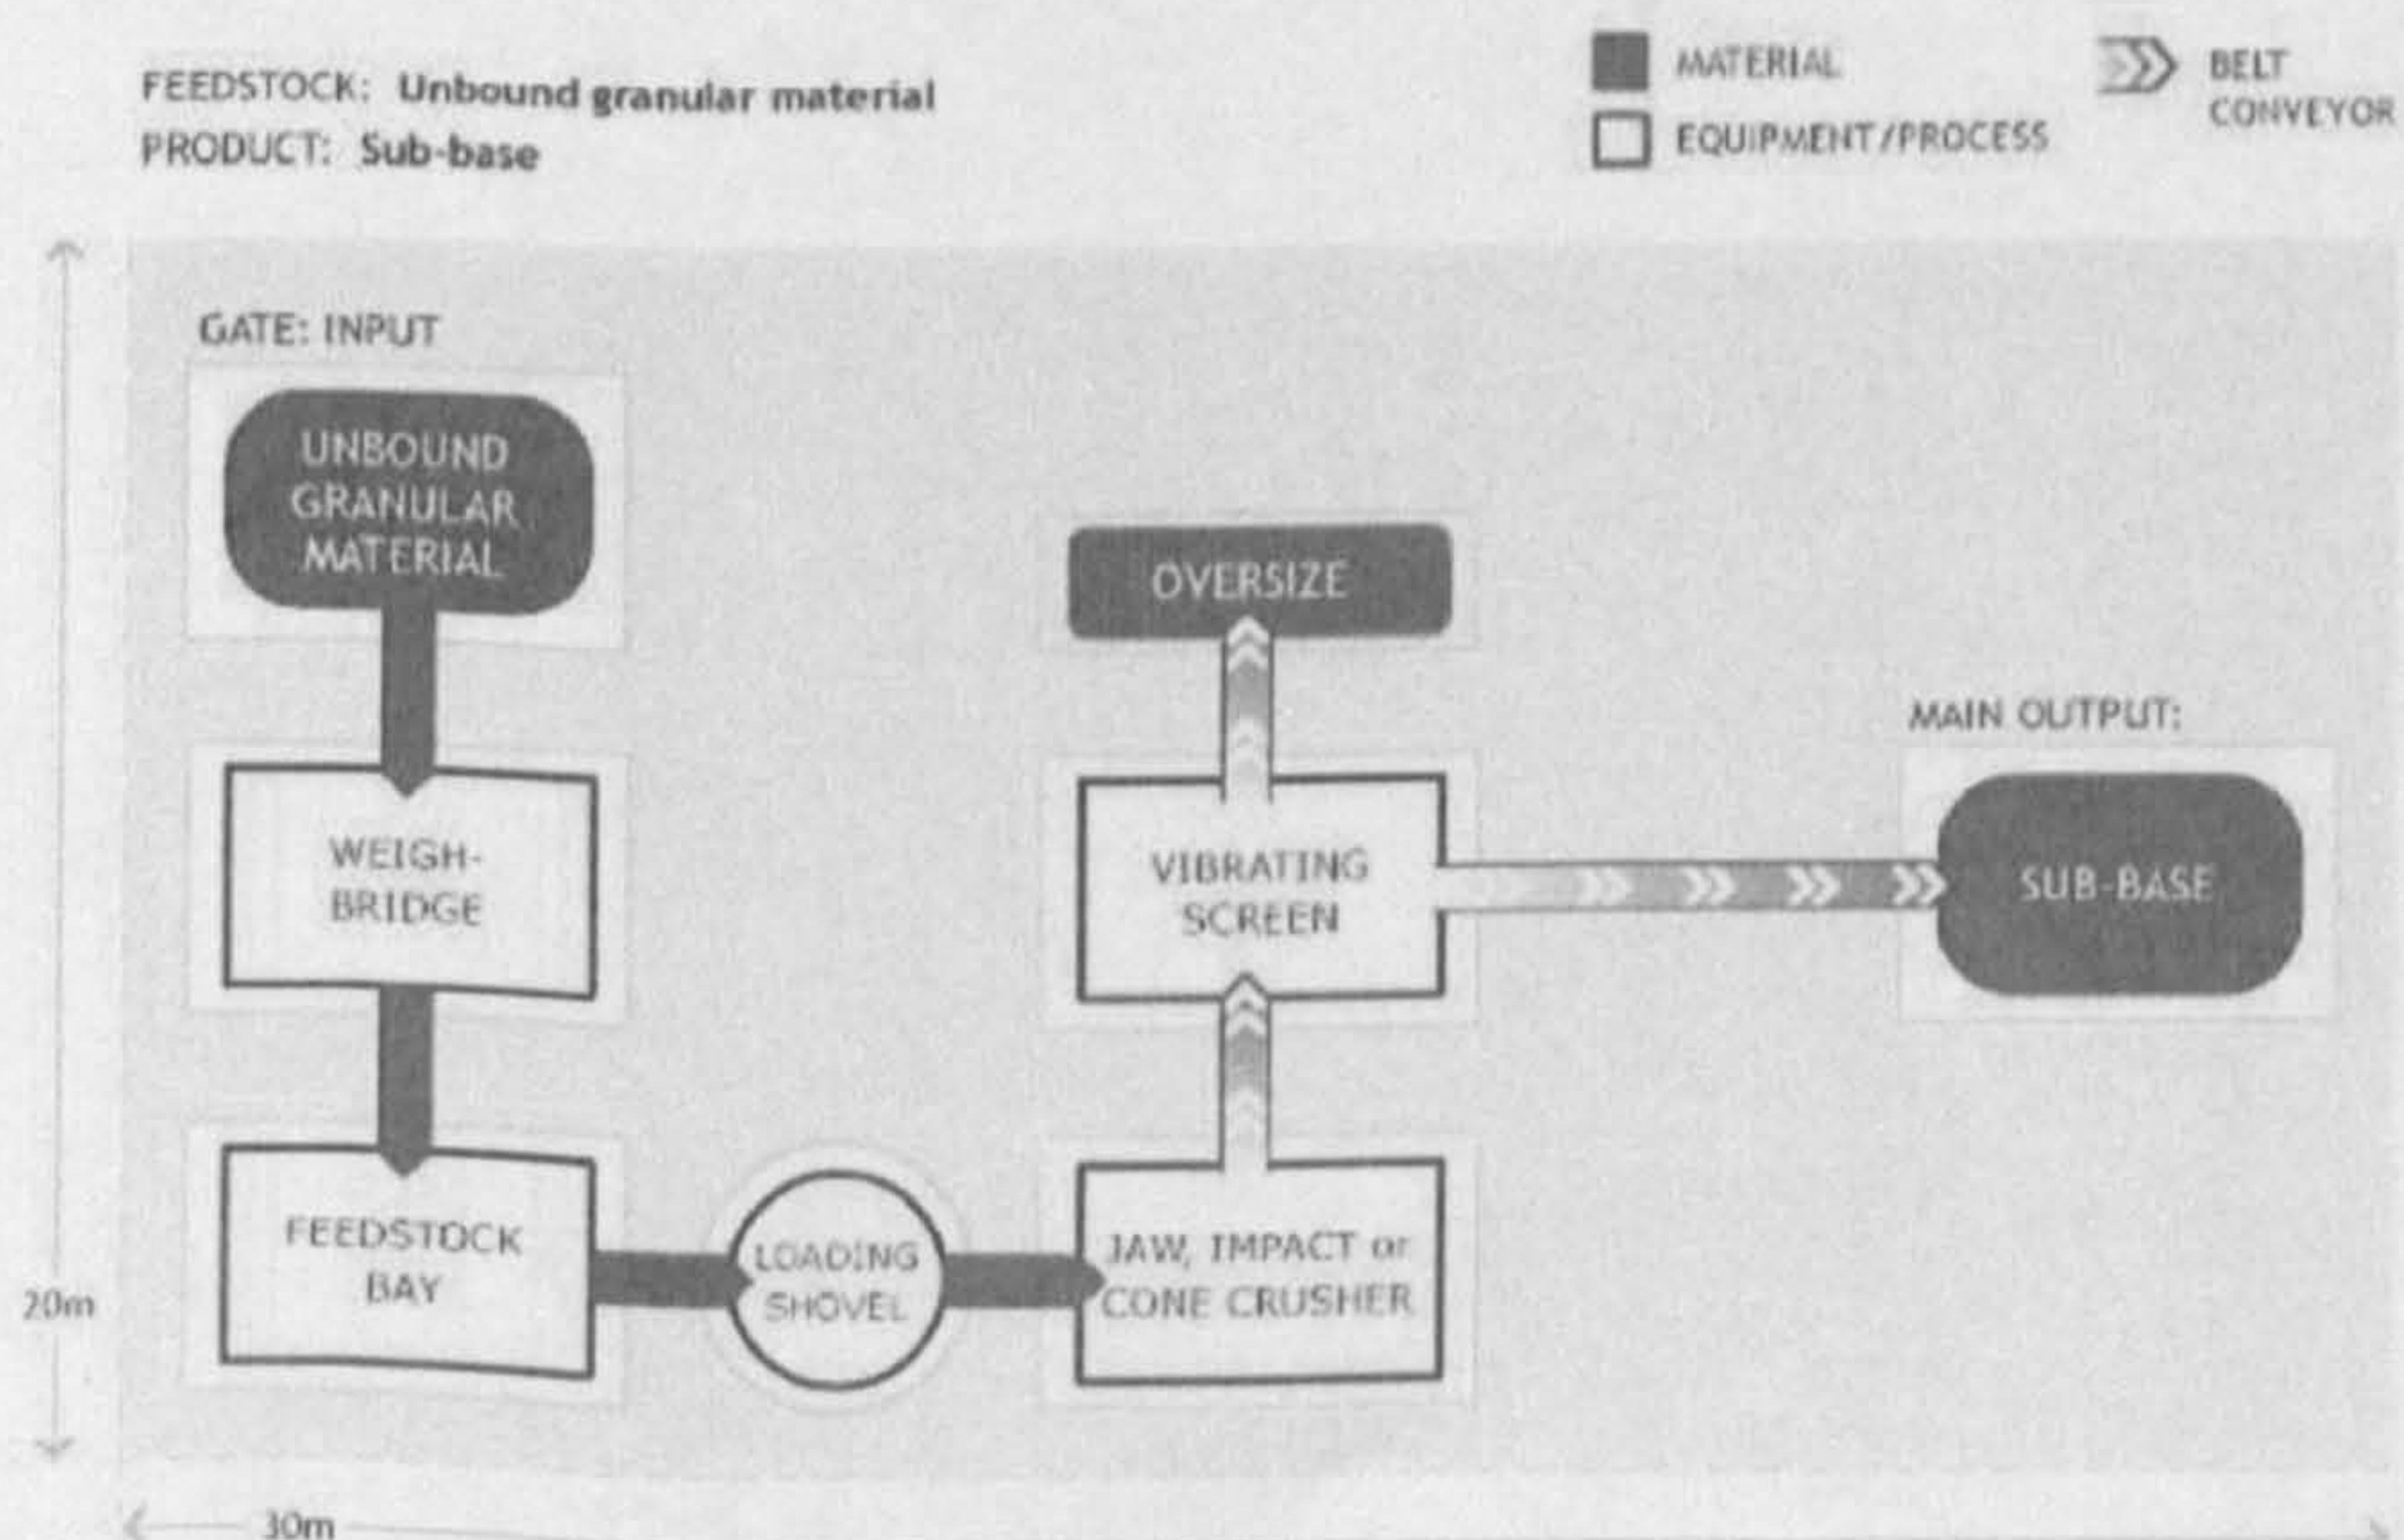 FEEDSTOCK: Unbound granular material
PRODUCT: Sub-base
MATERIAL
EQUIPMENT/PROCESS
BELT
CONVEYOR
GATE: INPUT
UNBOUND
GRANULAR
MATERIAL
OVERSIZE
MAIN OUTPUT:
WEIGH-
BRIDGE
VIBRATING
SCREEN
SUB-BASE
FEEDSTOCK
BAY
LOADING
SHOVEL
JAW, IMPACT or
CONE CRUSHER
20m
30m